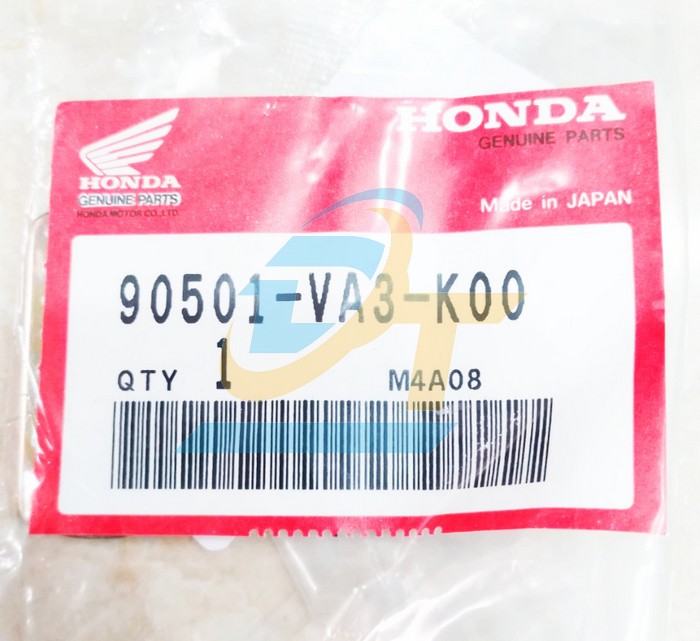 HONDA
GENUINE PARTS
HONDA MOTOR CO., LTD.
HONDA
GENUINE PARTS
Made in JAPAN
90501-VA3-K00
QTY 1 M4A08
DT